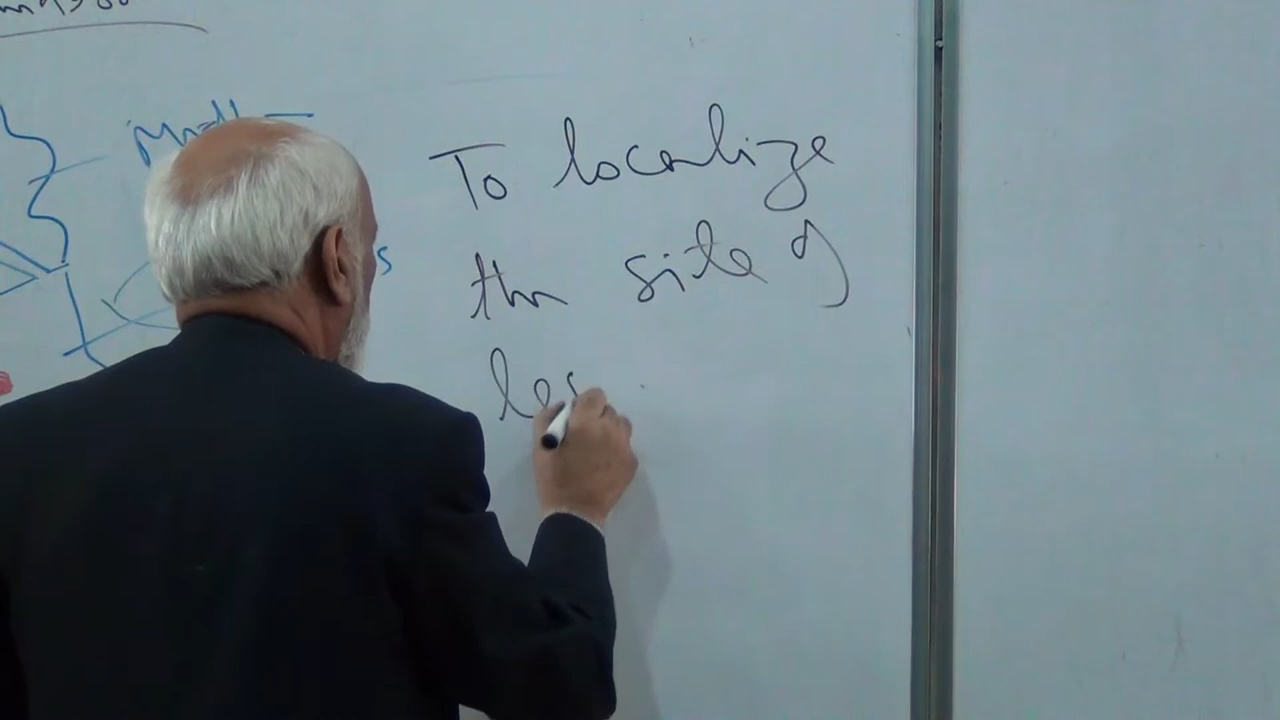 To localize
the site of
les
s